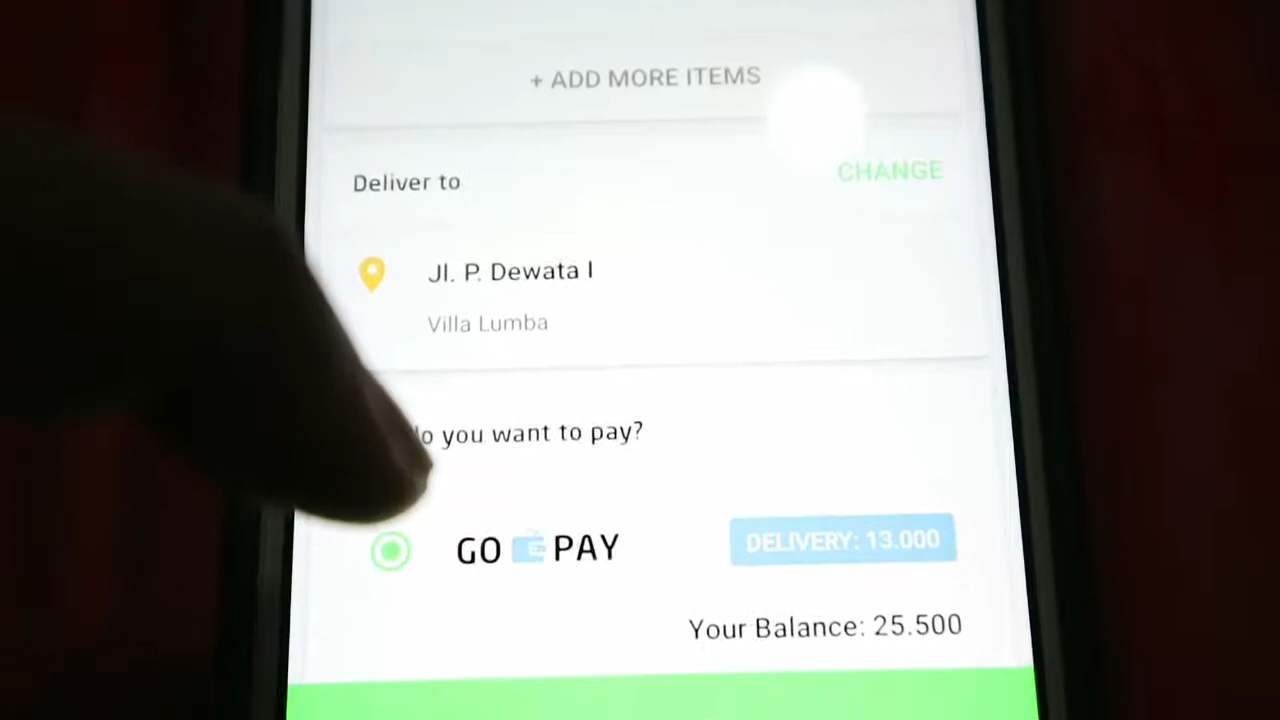 + ADD MORE ITEMS
Deliver to
CHANGE
Jl. P. Dewata I
Villa Lumba
do you want to pay?
GO PAY
DELIVERY: 13.000
Your Balance: 25.500